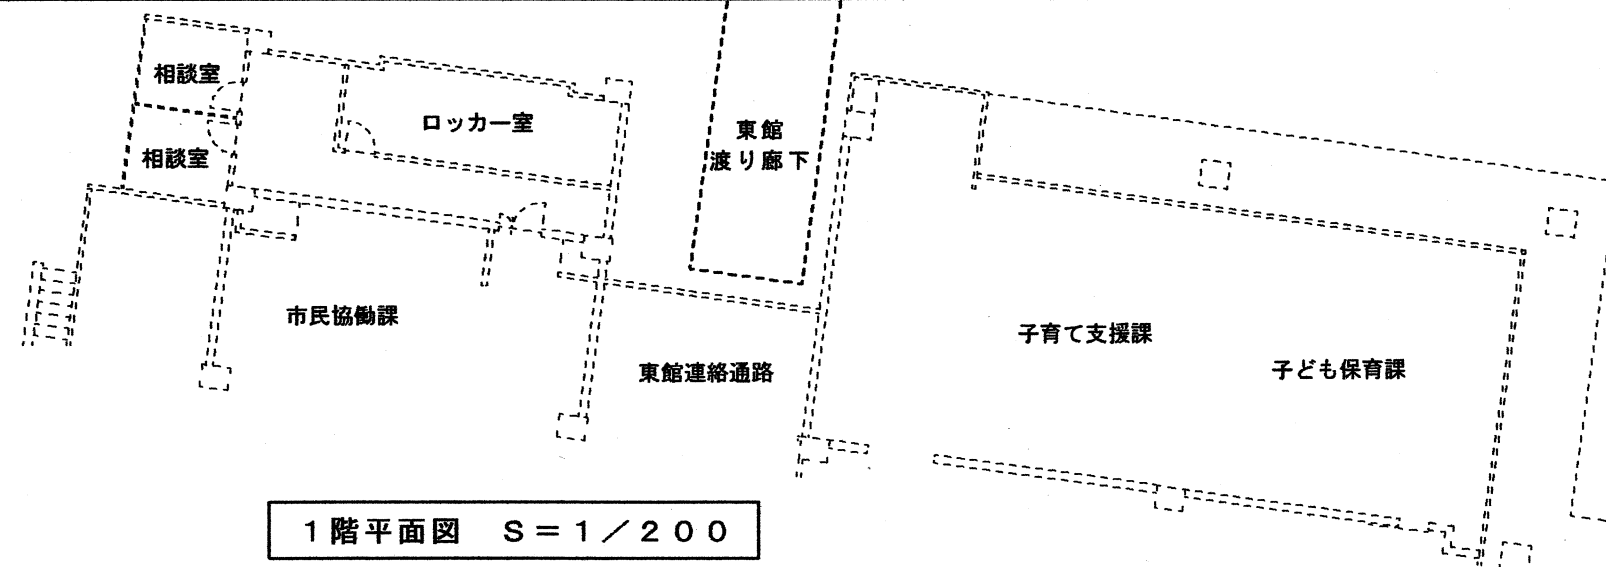 相談室
相談室
ロッカー室
東館
渡り廊下
市民協働課
東館連絡通路
子育て支援課
子ども保育課
1階平面図 S=1/200